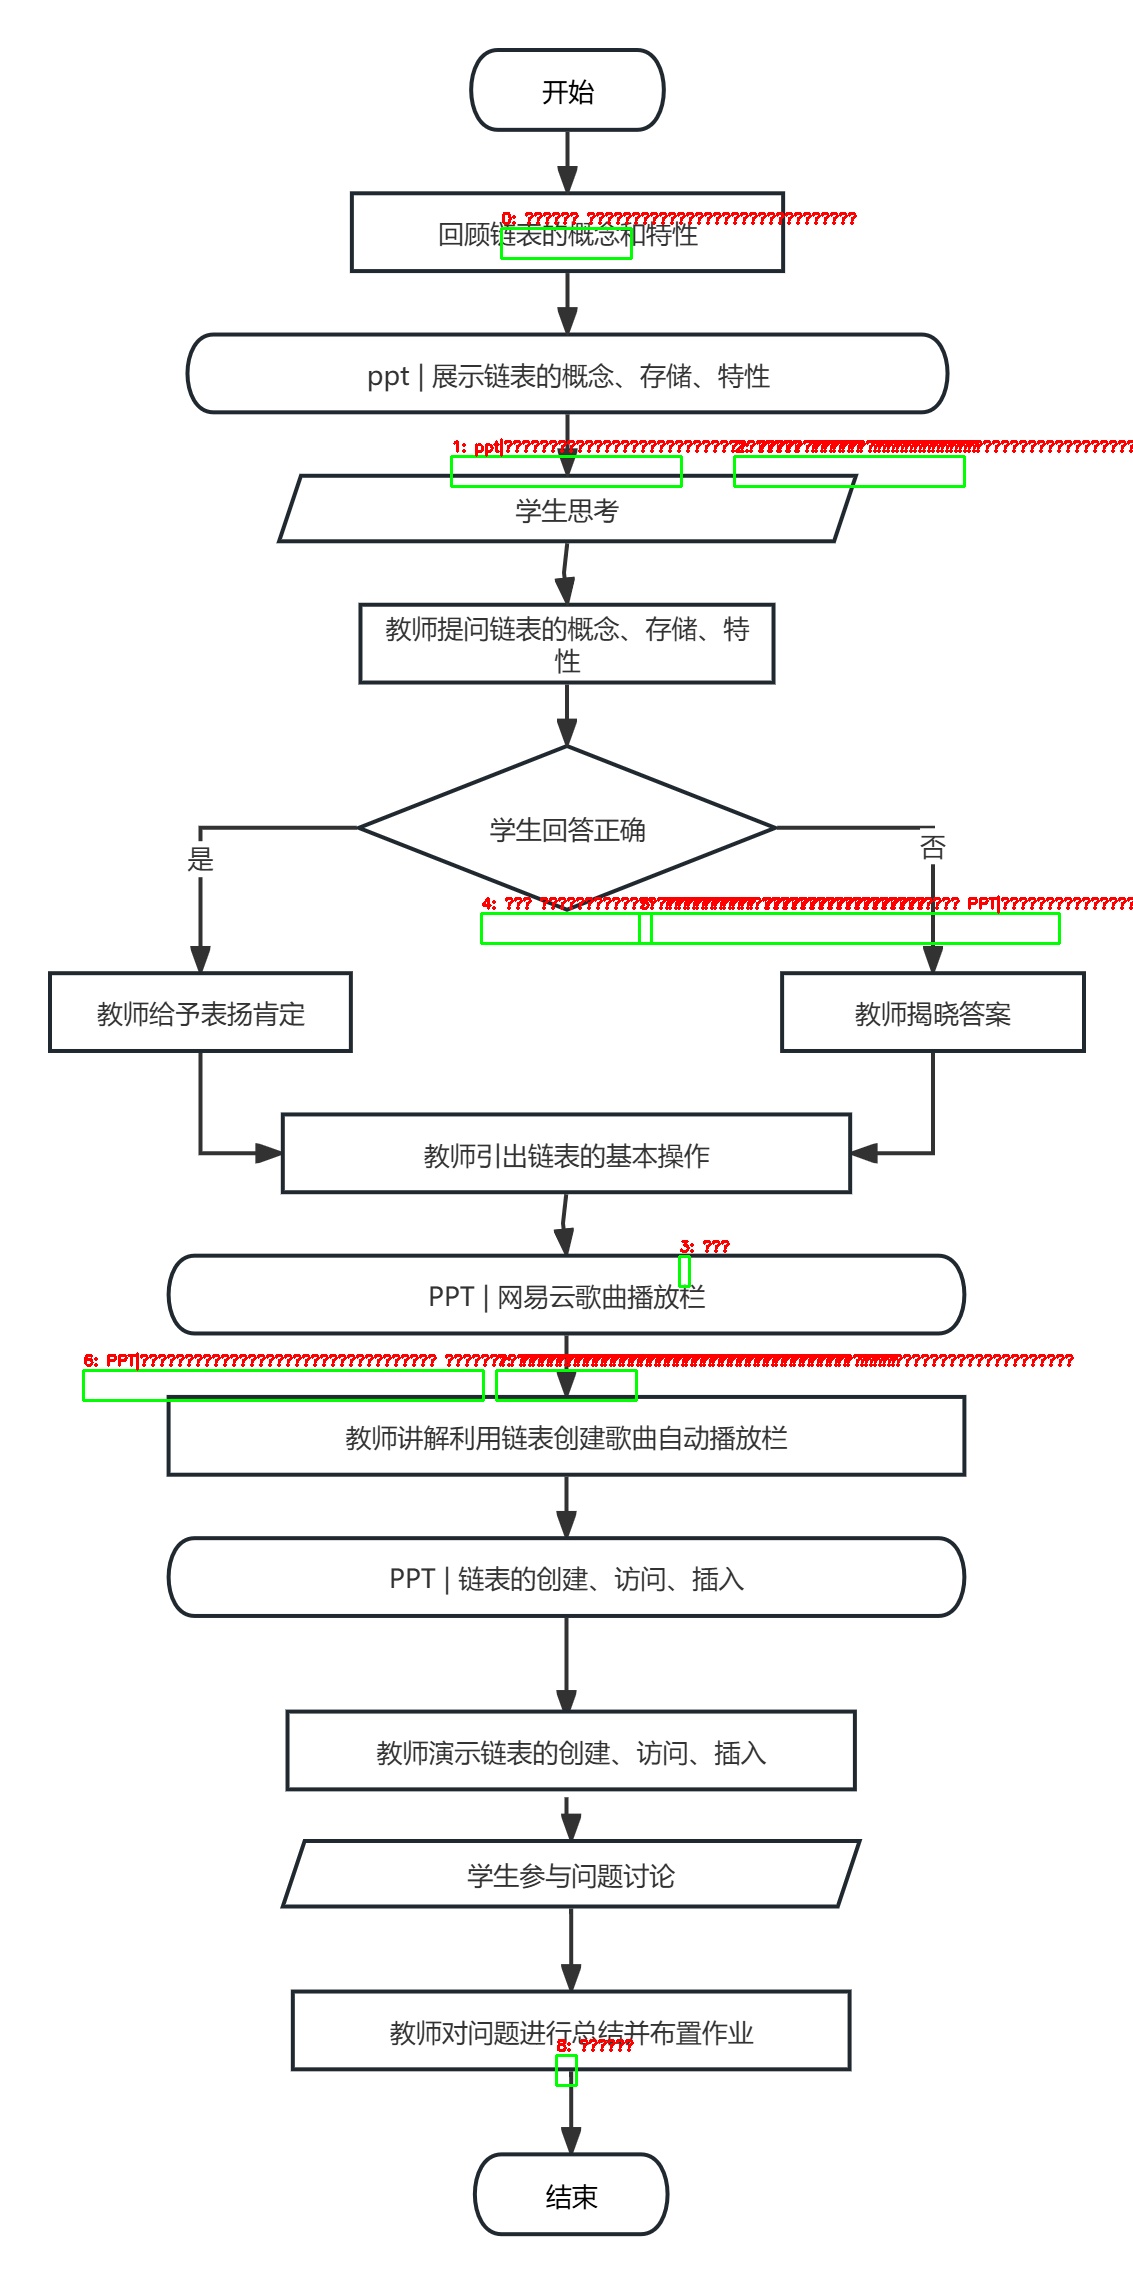 开始
0: ?????? ??????????????????????????????
回顾链表的概念和特性
ppt | 展示链表的概念、存储、特性
1: ppt|
学生思考
教师提问链表的概念、存储、特
性
学生回答正确
是
否
4: ???
PPT|
教师给予表扬肯定
教师揭晓答案
教师引出链表的基本操作
3: ???
PPT | 网易云歌曲播放栏
6: PPT|
教师讲解利用链表创建歌曲自动播放栏
PPT | 链表的创建、访问、插入
教师演示链表的创建、访问、插入
学生参与问题讨论
教师对问题进行总结并布置作业
8: ??????
结束